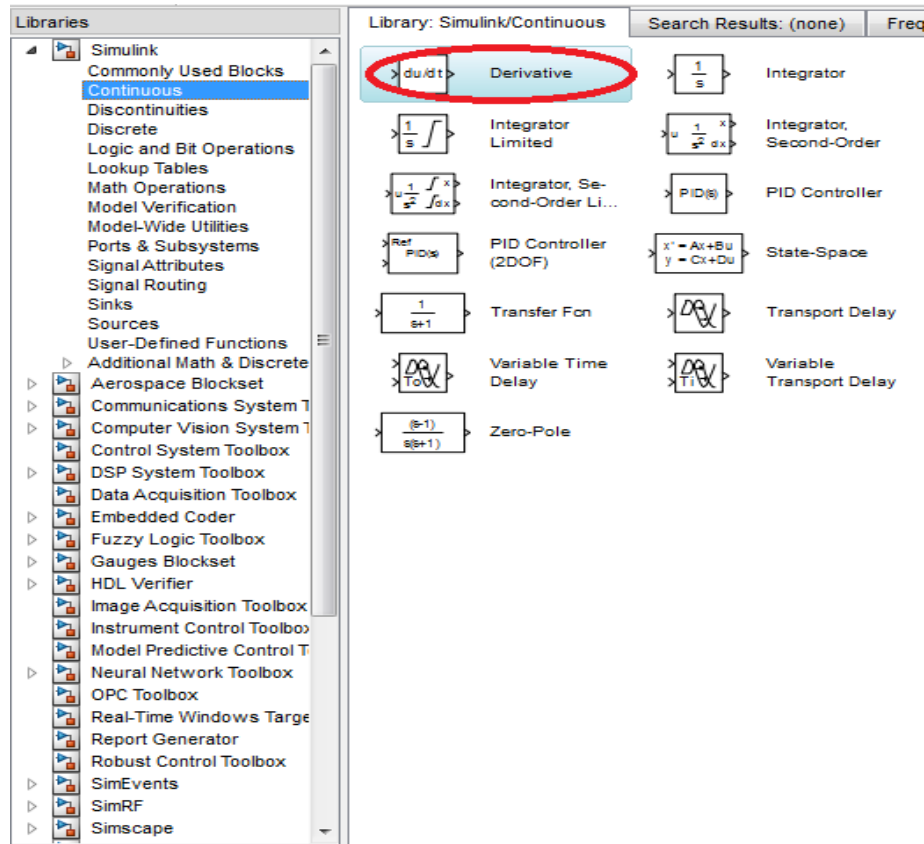 Libraries
Simulink
Commonly Used Blocks
Continuous
Discontinuities
Discrete
Logic and Bit Operations
Lookup Tables
Math Operations
Model Verification
Model-Wide Utilities
Ports & Subsystems
Signal Attributes
Signal Routing
Sinks
Sources
User-Defined Functions
Additional Math & Discrete
Aerospace Blockset
Communications System T
Computer Vision System T
Control System Toolbox
DSP System Toolbox
Data Acquisition Toolbox
Embedded Coder
Fuzzy Logic Toolbox
Gauges Blockset
HDL Verifier
Image Acquisition Toolbox
Instrument Control Toolbox
Model Predictive Control T
Neural Network Toolbox
OPC Toolbox
Real-Time Windows Targe
Report Generator
Robust Control Toolbox
SimEvents
SimRF
Simscape
Library: Simulink/Continuous
Search Results: (none)
Freq
du/dt
Derivative
1
s
Integrator
1
s
Integrator
Limited
u 1 x
s² dx
Integrator,
Second-Order
u 1 x
s² dx
Integrator, Se-
cond-Order Li...
PID(s)
PID Controller
Ref
PID(s)
PID Controller
(2DOF)
x' = Ax+Bu
y = Cx+Du
State-Space
1
s+1
Transfer Fcn
Transport Delay
To
Variable Time
Delay
Ti
Variable
Transport Delay
(s-1)
s(s+1)
Zero-Pole